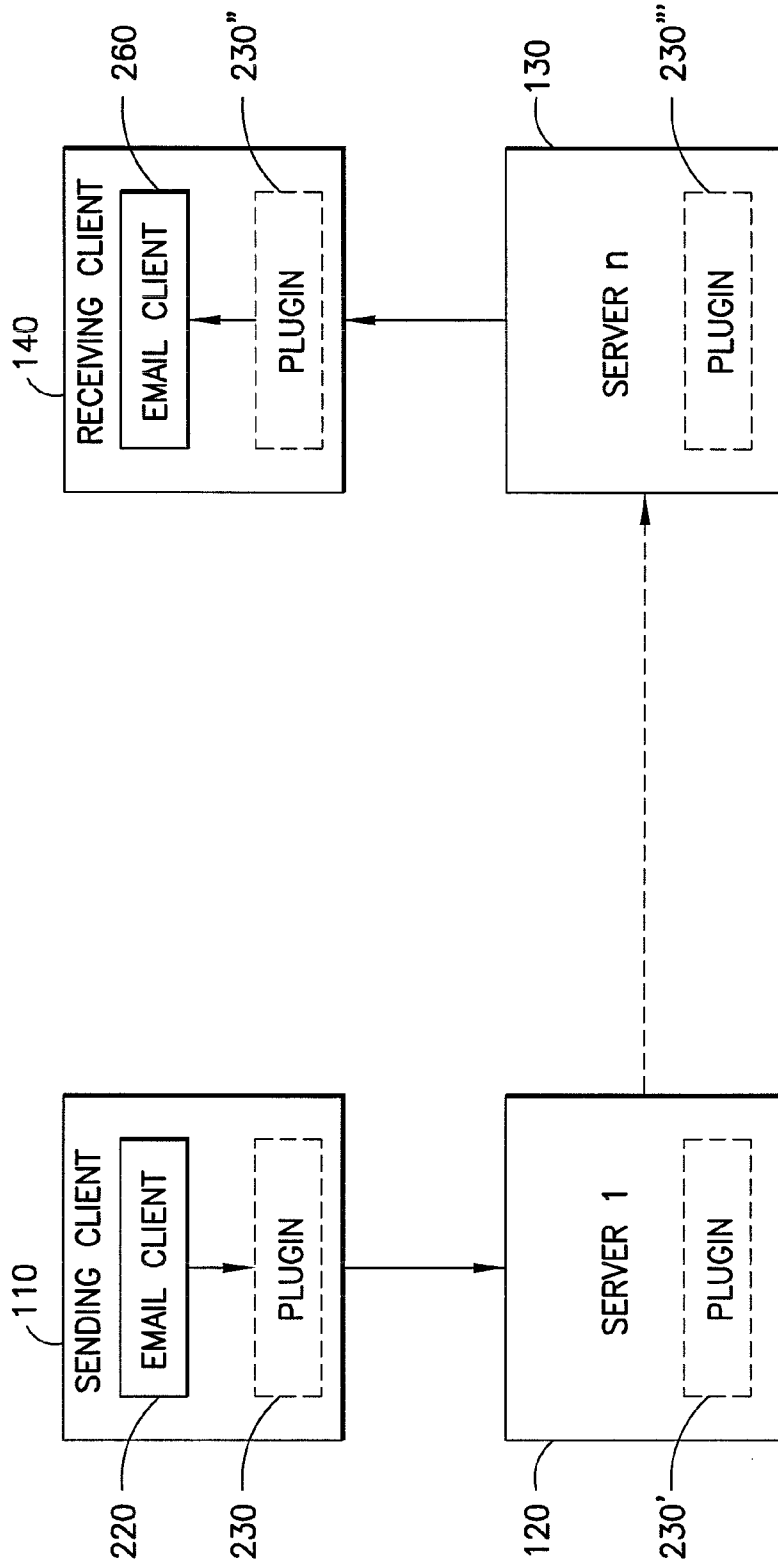 110
SENDING CLIENT
EMAIL CLIENT
PLUGIN
220
230
SERVER 1
PLUGIN
120
230'
140
RECEIVING CLIENT
EMAIL CLIENT
PLUGIN
260
230"
SERVER n
PLUGIN
130
230'''